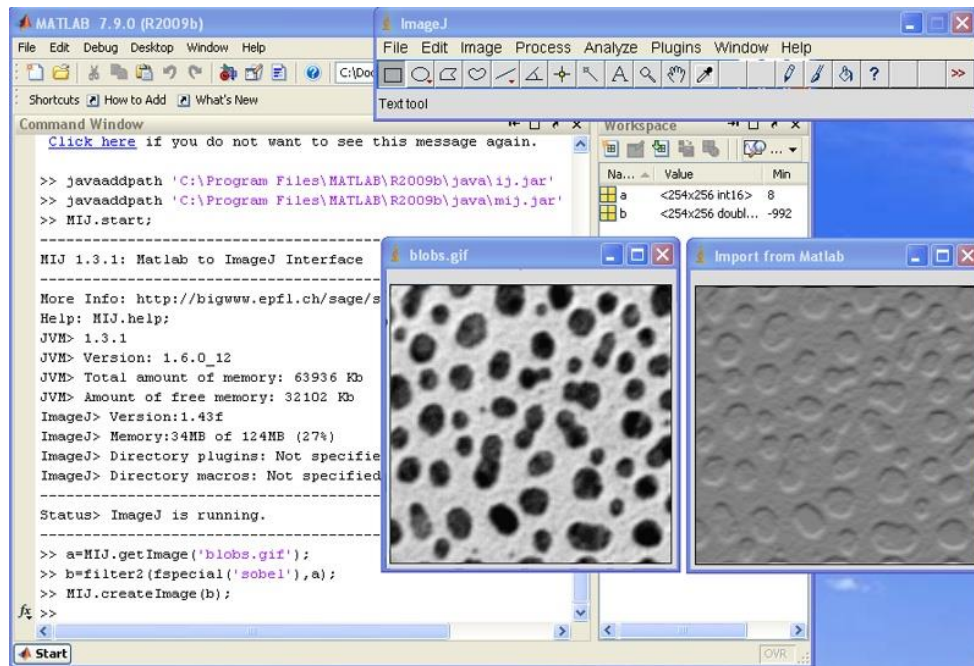 MATLAB 7.9.0 (R2009b)
File Edit Debug Desktop Window Help
C:\Doc
Shortcuts How to Add What's New
Command Window
Click here if you do not want to see this message again.
>> javaaddpath 'C:\Program Files\MATLAB\R2009b\java\ij.jar'
>> javaaddpath 'C:\Program Files\MATLAB\R2009b\java\mij.jar'
>> MIJ.start;
--------------------------------------------------
MIJ 1.3.1: Matlab to ImageJ Interface
--------------------------------------------------
More Info: http://bigwww.epfl.ch/sage/s
Help: MIJ.help;
JVM> 1.3.1
JVM> Version: 1.6.0_12
JVM> Total amount of memory: 63936 Kb
JVM> Amount of free memory: 32102 Kb
ImageJ> Version:1.43f
ImageJ> Memory:34MB of 124MB (27%)
ImageJ> Directory plugins: Not specifie
ImageJ> Directory macros: Not specified
--------------------------------------------------
Status> ImageJ is running.
--------------------------------------------------
>> a=MIJ.getImage('blobs.gif');
>> b=filter2(fspecial('sobel'),a);
>> MIJ.createImage(b);
fx >>
Start
OVR
ImageJ
File Edit Image Process Analyze Plugins Window Help
A ? >>
Text tool
Workspace
Na... Value Min
a <254x256 int16> 8
b <254x256 doubl... -992
blobs.gif
Import from Matlab